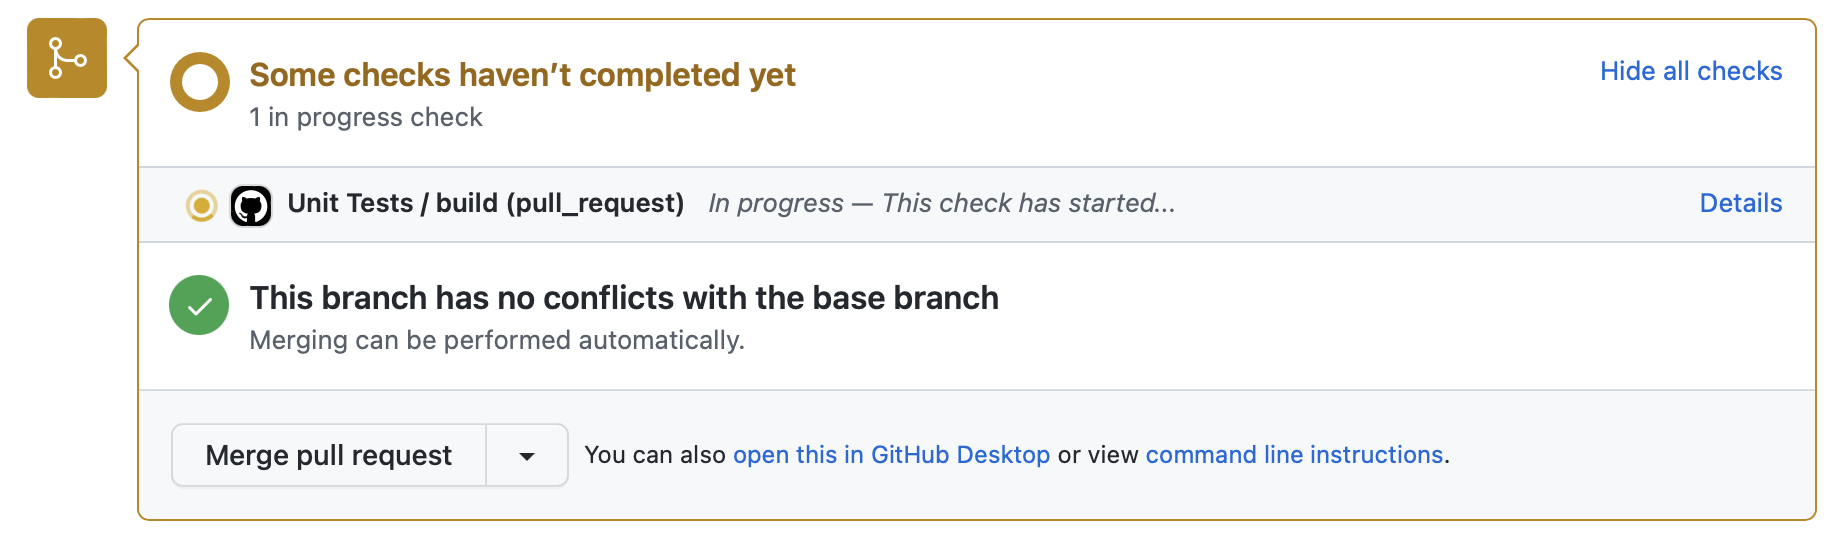 Some checks haven’t completed yet
Hide all checks
1 in progress check
Unit Tests / build (pull_request) In progress — This check has started...
Details
This branch has no conflicts with the base branch
Merging can be performed automatically.
Merge pull request
You can also open this in GitHub Desktop or view command line instructions.